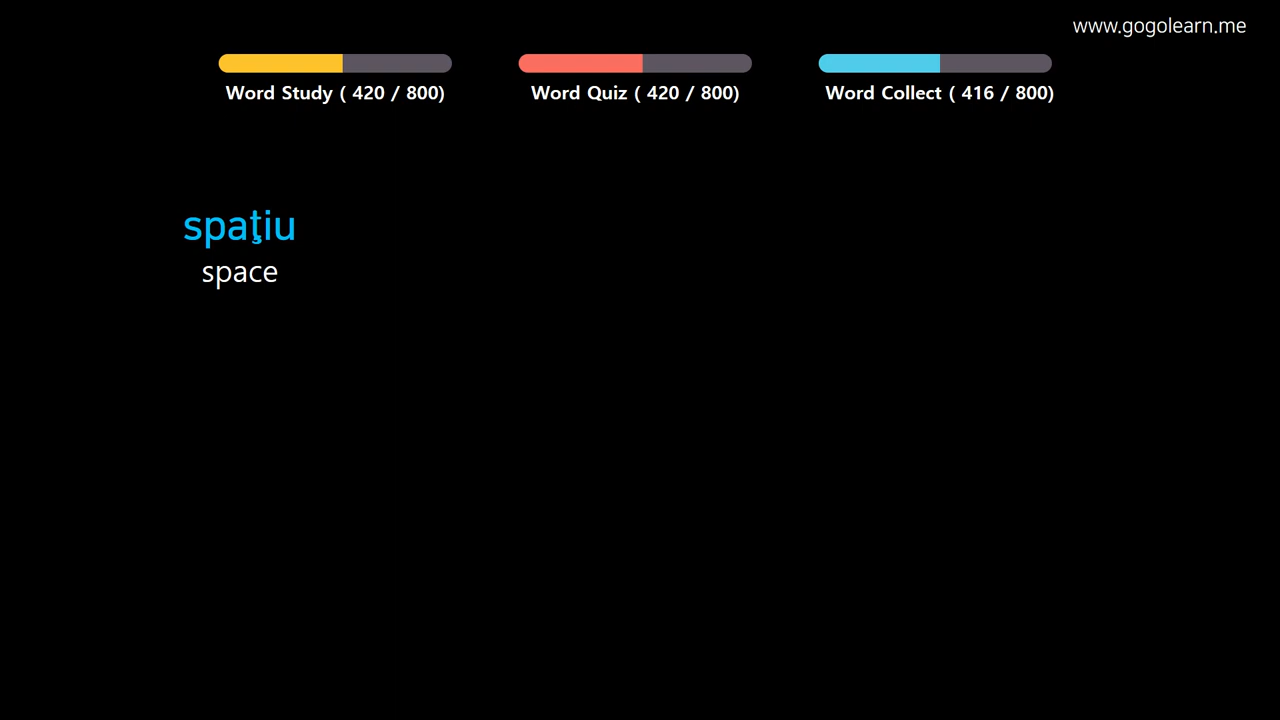 www.gogolearn.me
Word Study ( 420 / 800)
Word Quiz ( 420 / 800)
Word Collect ( 416 / 800)
spaţiu
space